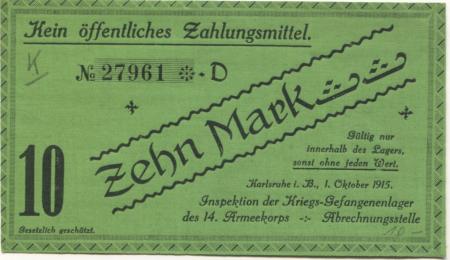 Kein öffentliches Zahlungsmittel.
K
No 27961 * D
Zehn Mark
10
Gültig nur
innerhalb des Lagers,
sonst ohne jeden Wert.
Karlsruhe i. B., 1. Oktober 1915.
Inspektion der Kriegs-Gefangenenlager
des 14. Armeekorps -:- Abrechnungsstelle
Gesetzlich geschützt.
10 -